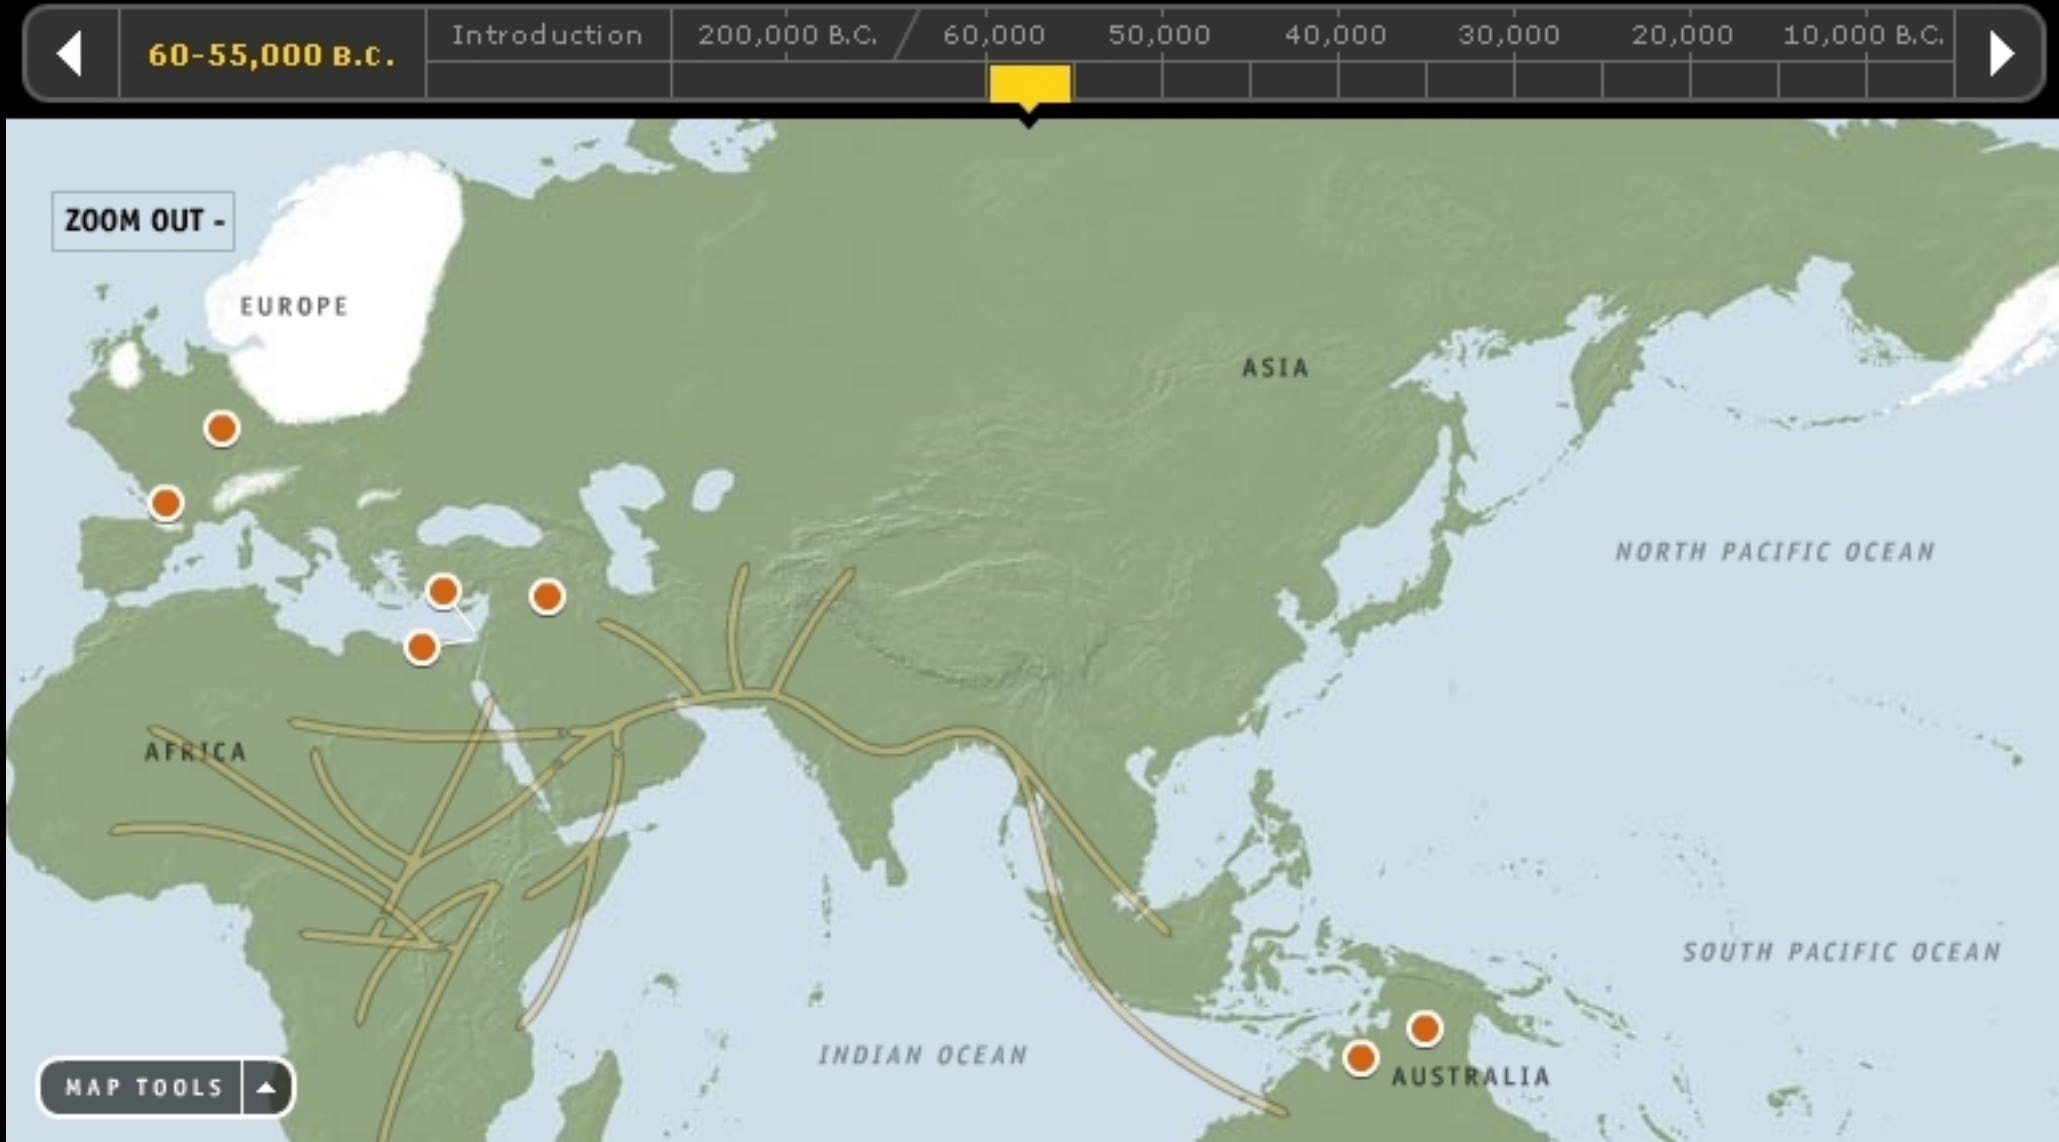 60-55,000 B.C.
Introduction
200,000 B.C.
60,000
50,000
40,000
30,000
20,000
10,000 B.C.
ZOOM OUT -
EUROPE
ASIA
NORTH PACIFIC OCEAN
AFRICA
SOUTH PACIFIC OCEAN
INDIAN OCEAN
AUSTRALIA
MAP TOOLS